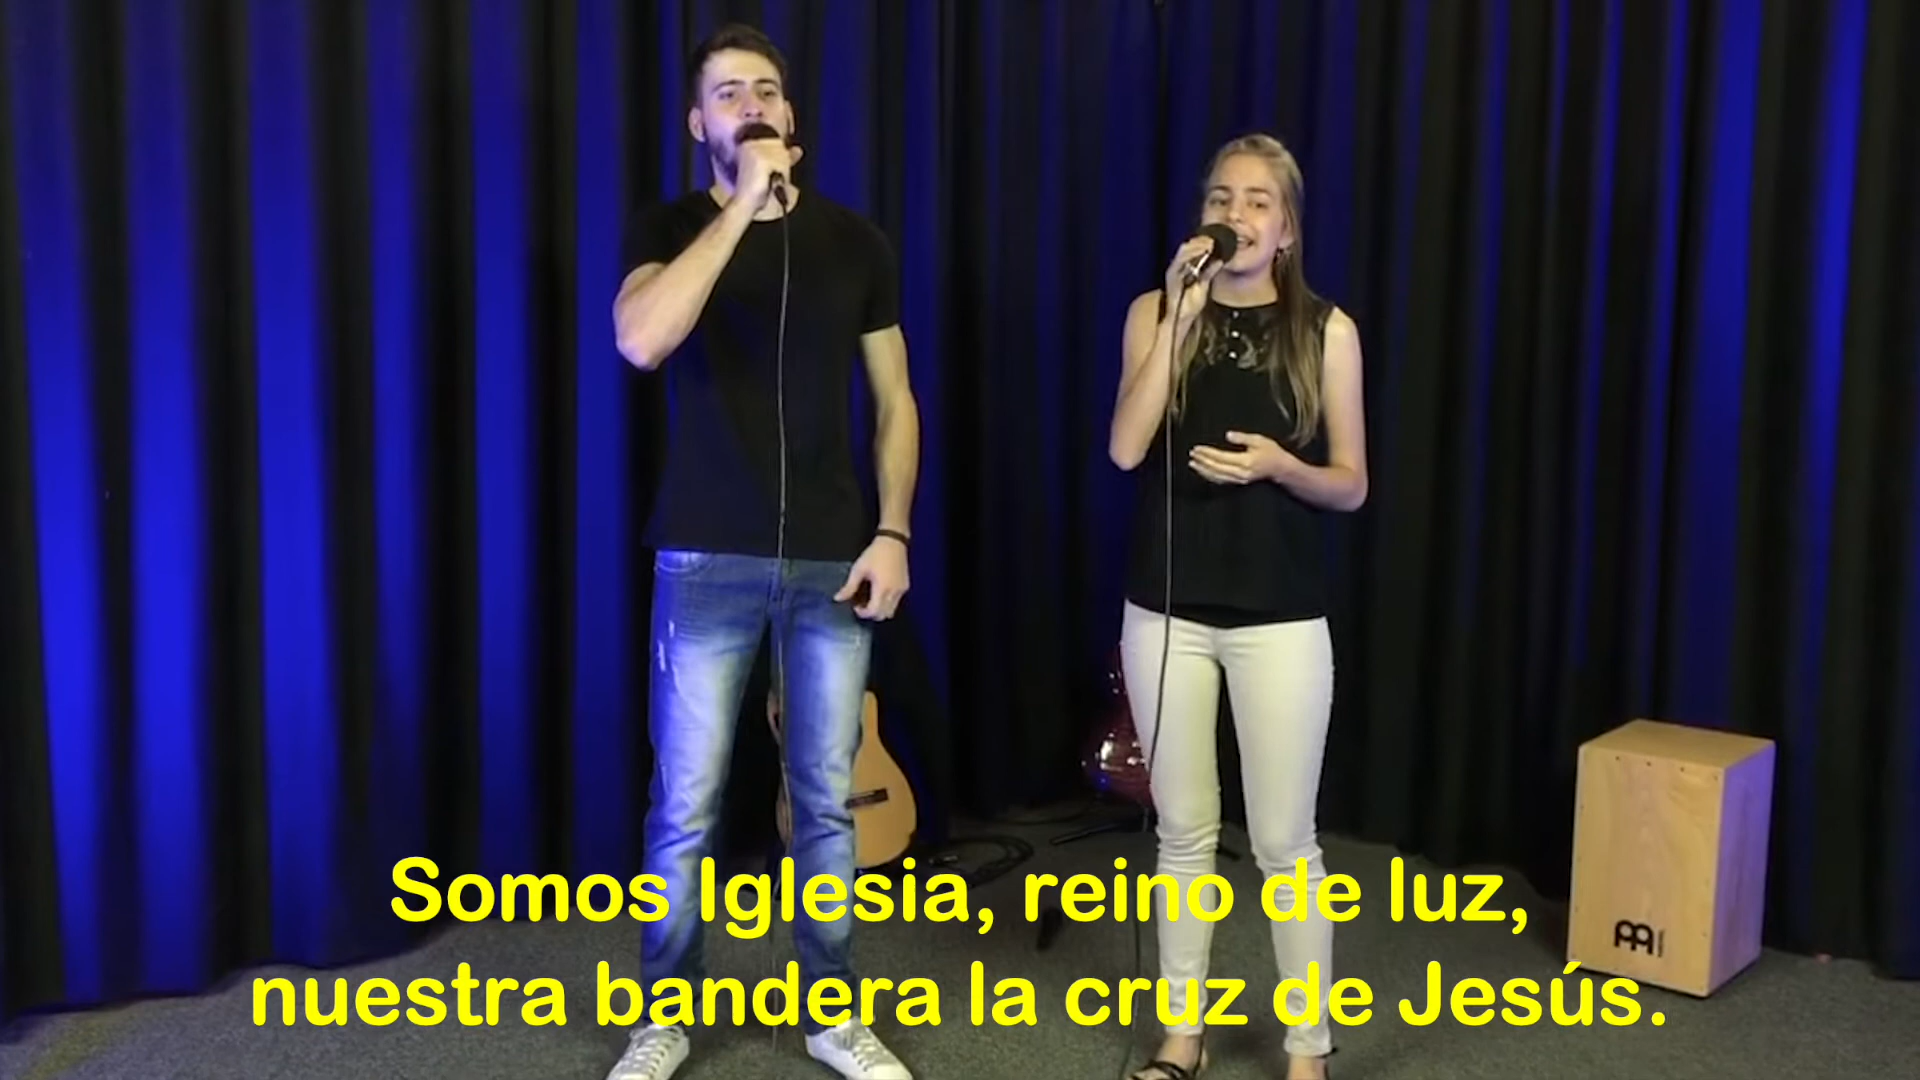 Somos Iglesia, reino de luz,
nuestra bandera la cruz de Jesús.